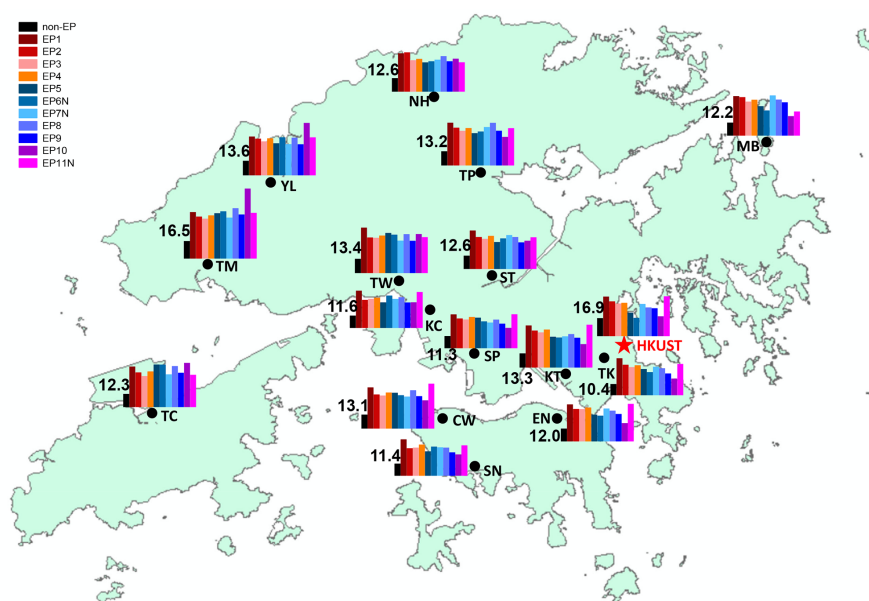 non-EP
EP1
EP2
EP3
EP4
EP5
EP6N
EP7N
EP8
EP9
EP10
EP11N
12.6
NH
12.2
MB
13.6
YL
13.2
TP
16.5
TM
13.4
TW
12.6
ST
11.6
KC
16.9
HKUST
11.3
SP
13.3
KT
TK
10.4
12.3
TC
13.1
CW
EN
12.0
11.4
SN